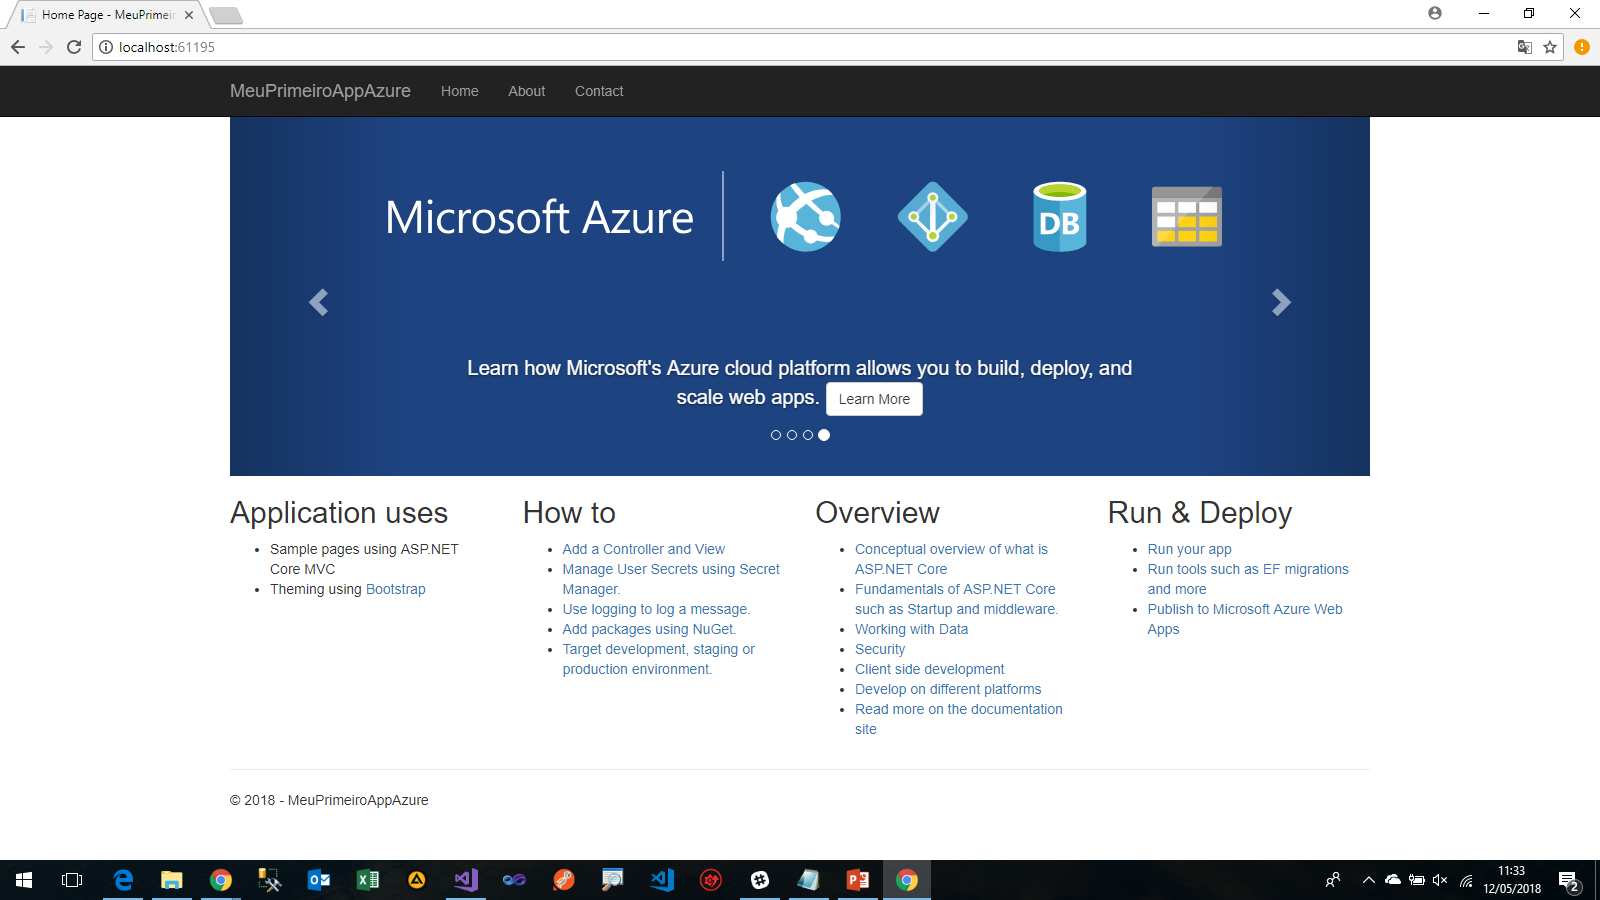 Home Page - MeuPrimeir
localhost:61195
MeuPrimeiroAppAzure Home About Contact
Microsoft Azure
DB
Learn how Microsoft's Azure cloud platform allows you to build, deploy, and
scale web apps. Learn More
Application uses
Sample pages using ASP.NET
Core MVC
Theming using Bootstrap
How to
Add a Controller and View
Manage User Secrets using Secret
Manager.
Use logging to log a message.
Add packages using NuGet.
Target development, staging or
production environment.
Overview
Conceptual overview of what is
ASP.NET Core
Fundamentals of ASP.NET Core
such as Startup and middleware.
Working with Data
Security
Client side development
Develop on different platforms
Read more on the documentation
site
Run & Deploy
Run your app
Run tools such as EF migrations
and more
Publish to Microsoft Azure Web
Apps
© 2018 - MeuPrimeiroAppAzure
11:33
12/05/2018
2